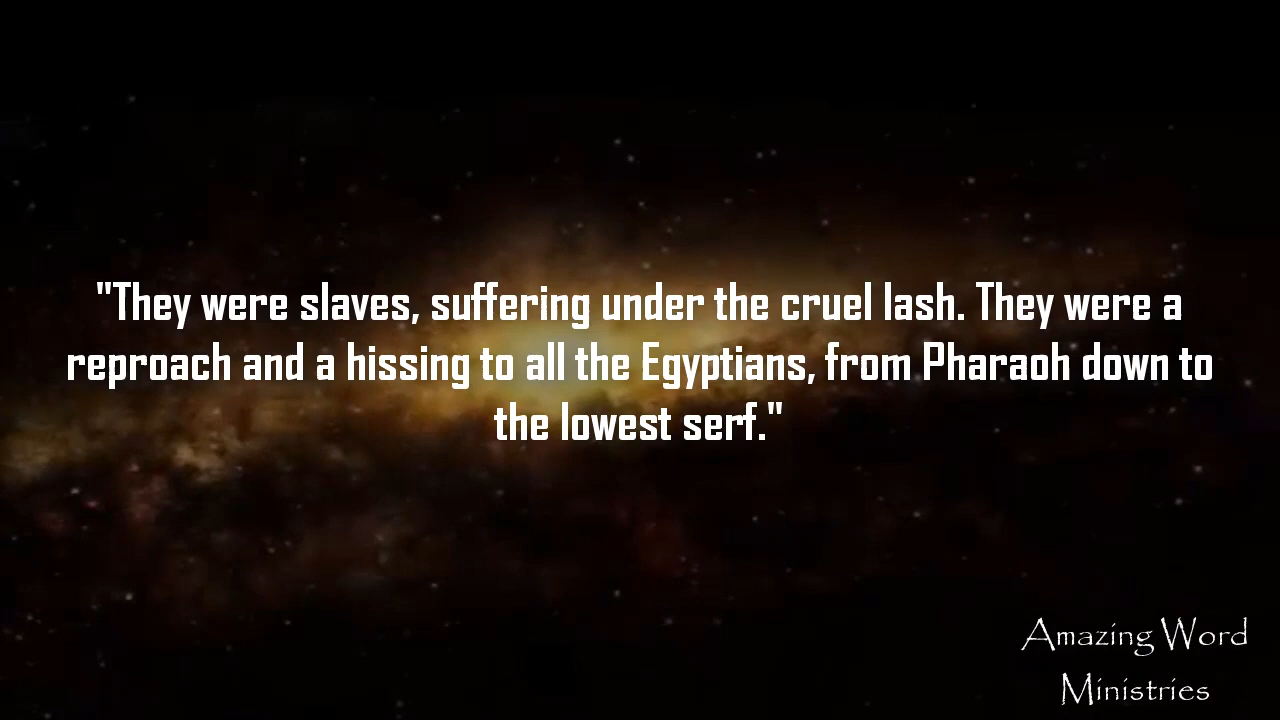 "They were slaves, suffering under the cruel lash. They were a
reproach and a hissing to all the Egyptians, from Pharaoh down to
the lowest serf."
Amazing Word
Ministries